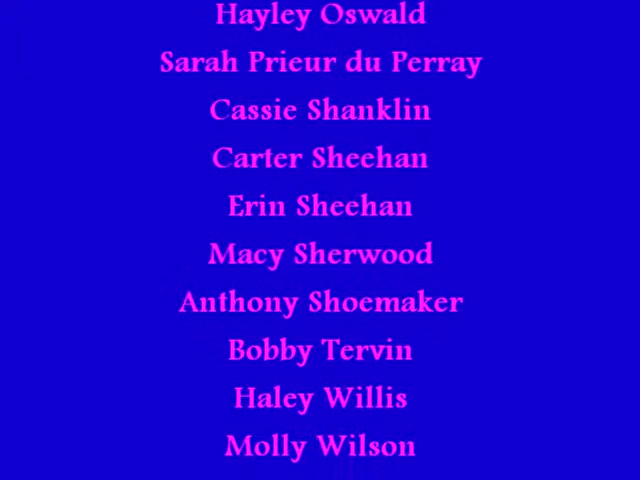 Hayley Oswald
Sarah Prieur du Perray
Cassie Shanklin
Carter Sheehan
Erin Sheehan
Macy Sherwood
Anthony Shoemaker
Bobby Tervin
Haley Willis
Molly Wilson